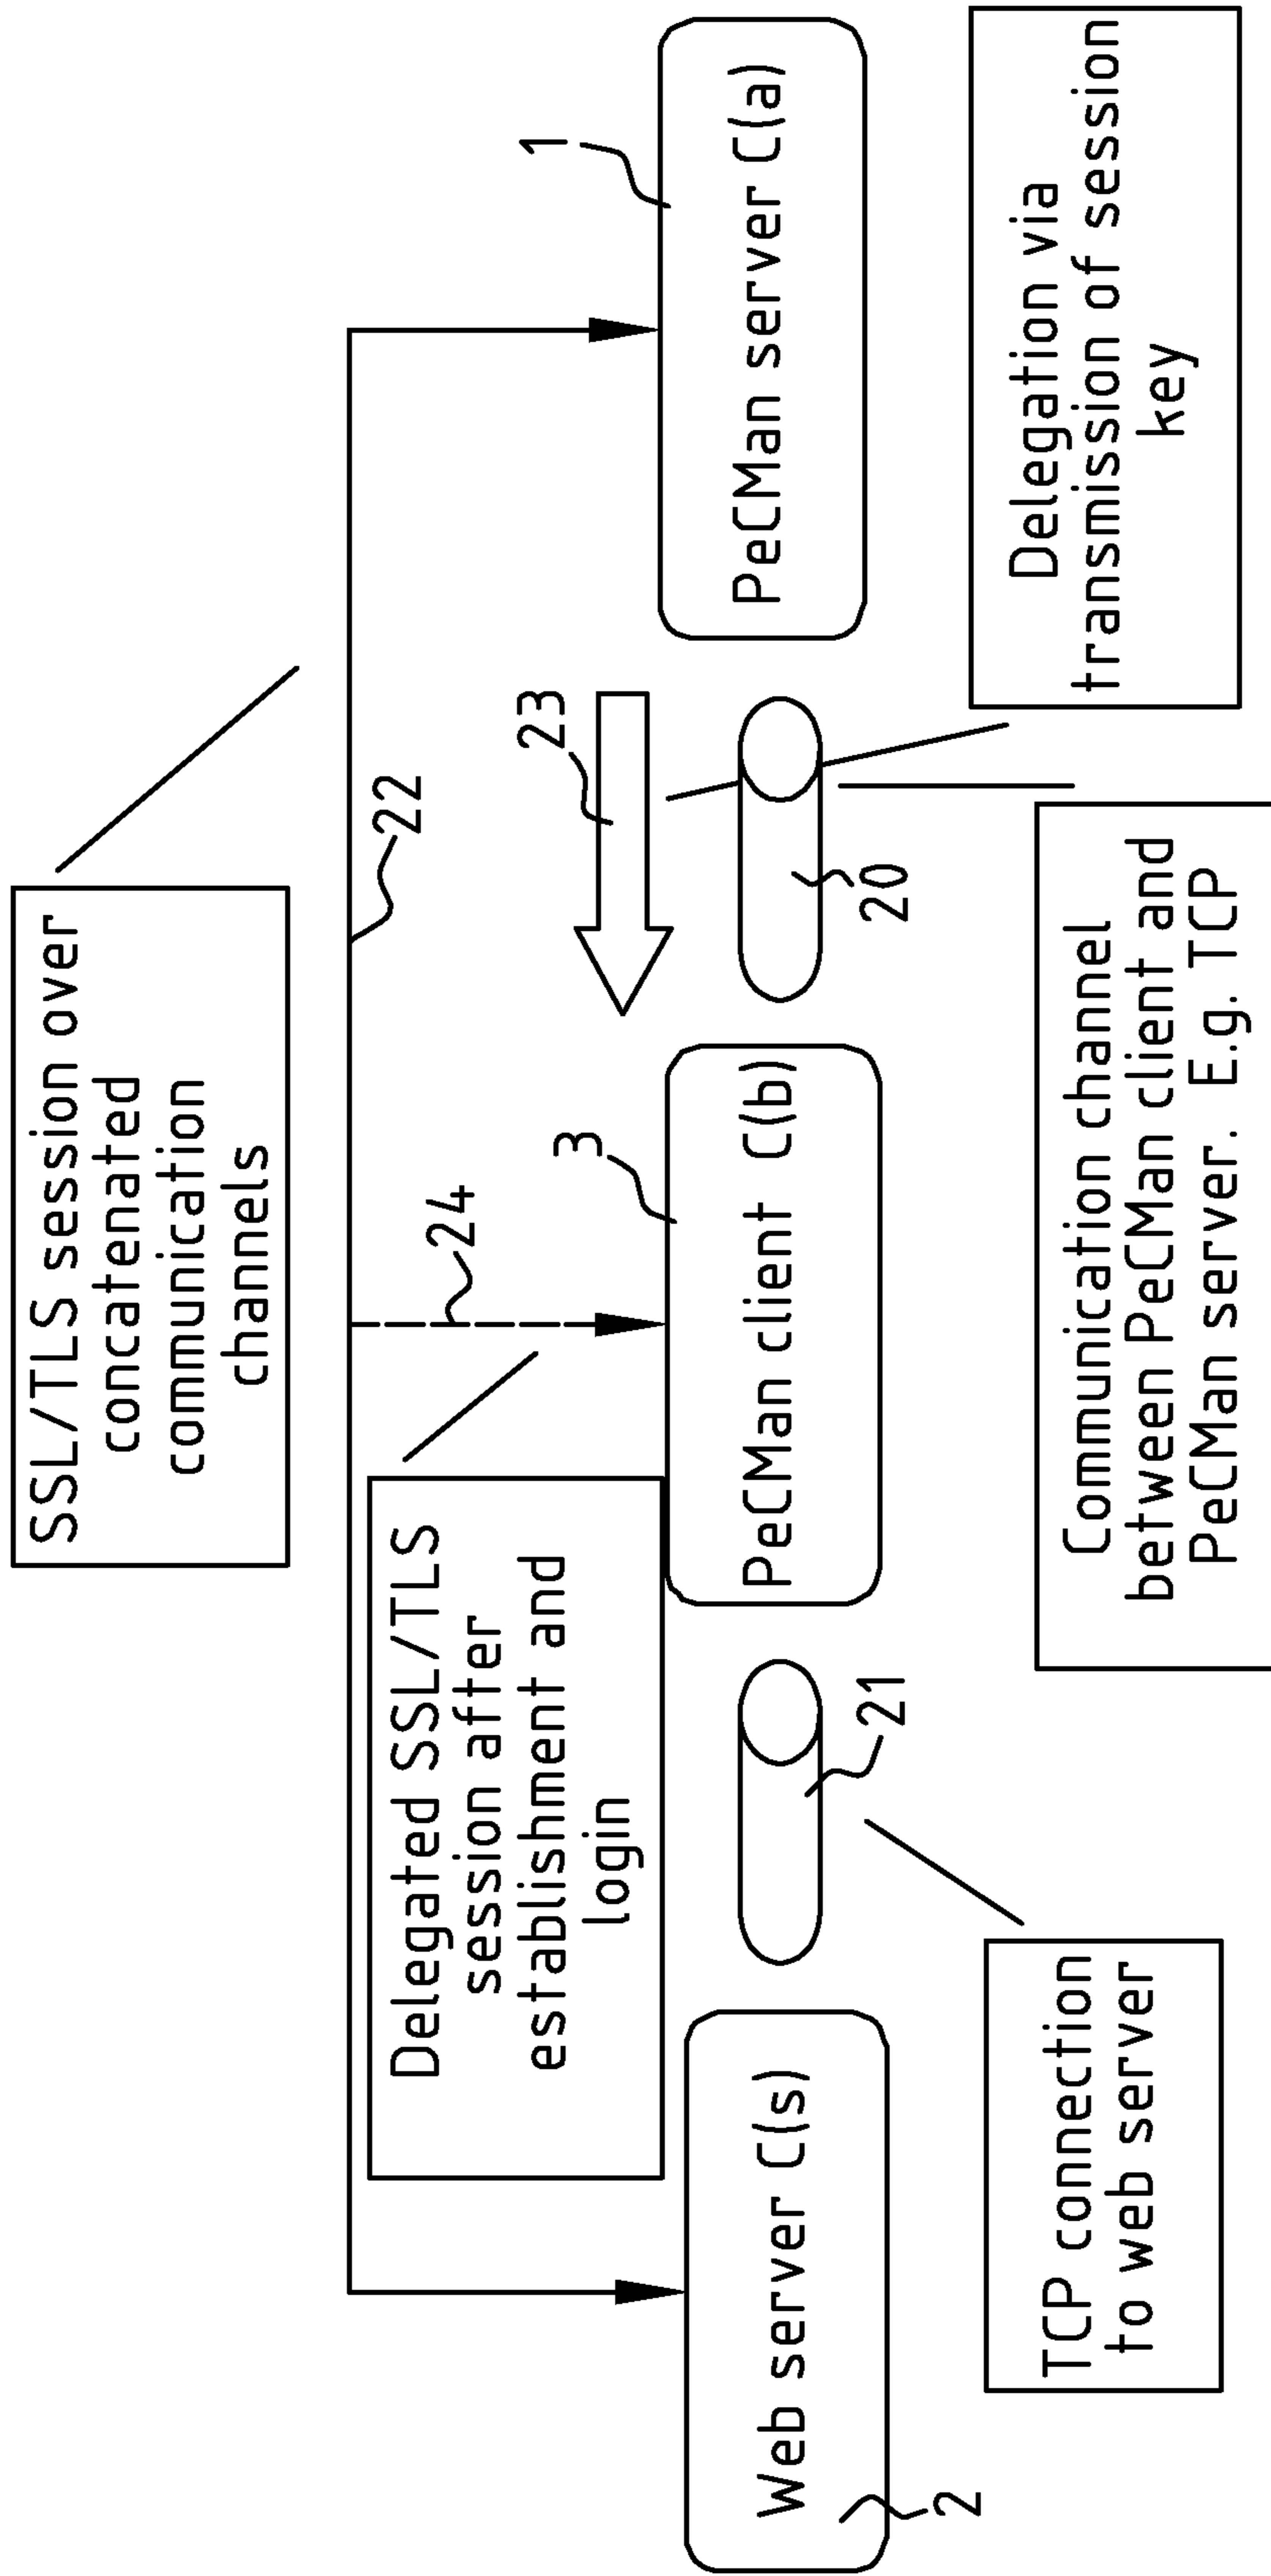 SSL/TLS session over
concatenated
communication
channels
22
Delegated SSL/TLS
session after
establishment and
login
24
23
1
3
Web server C(s)
PeCMan client C(b)
PeCMan server C(a)
2
21
20
TCP connection
to web server
Communication channel
between PeCMan client and
PeCMan server. E.g. TCP
Delegation via
transmission of session
key